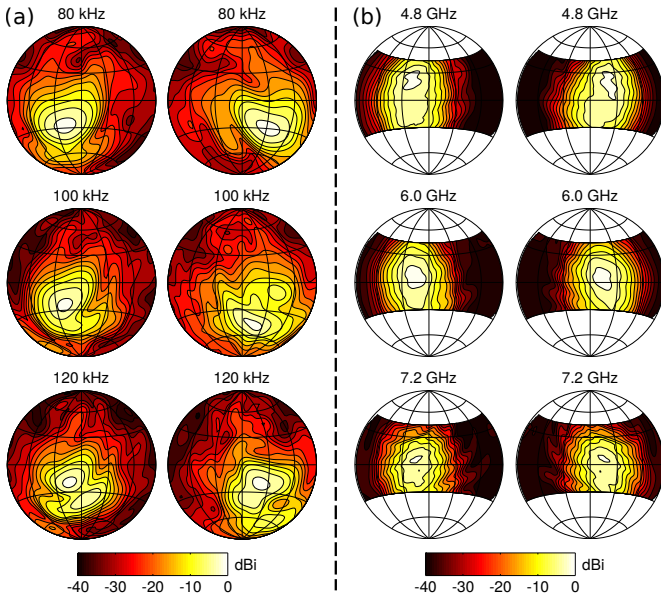 (a)
80 kHz 80 kHz
100 kHz 100 kHz
120 kHz 120 kHz
dBi
-40 -30 -20 -10 0
(b)
4.8 GHz 4.8 GHz
6.0 GHz 6.0 GHz
7.2 GHz 7.2 GHz
dBi
-40 -30 -20 -10 0